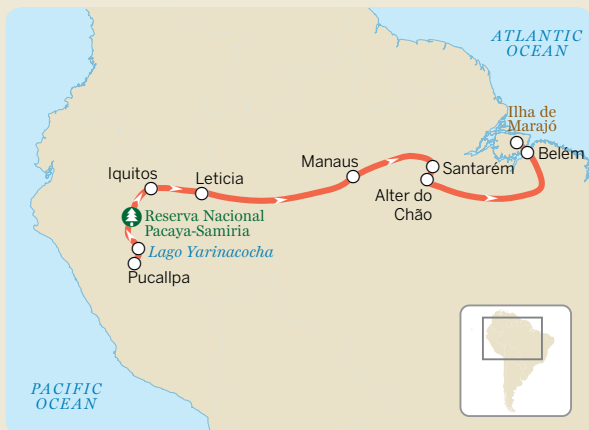 ATLANTIC
OCEAN
Ilha de
Marajó
Belém
Manaus
Santarém
Iquitos
Leticia
Alter do
Chão
Reserva Nacional
Pacaya-Samiria
Lago Yarinacocha
Pucallpa
PACIFIC
OCEAN